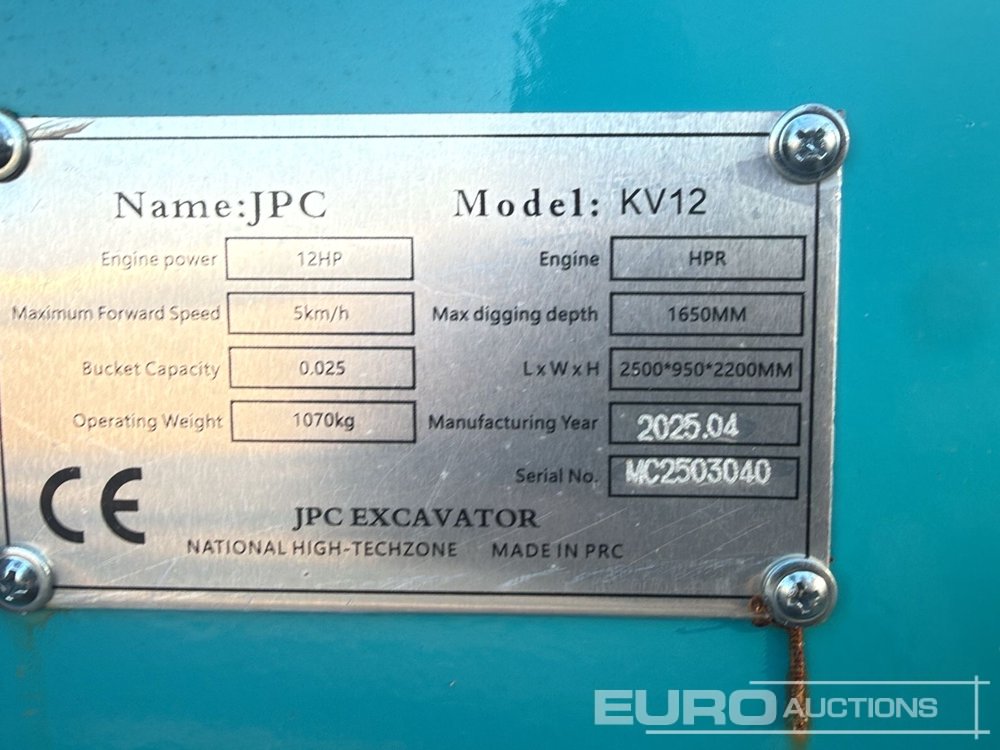 Name:JPC Model: KV12
Engine power 12HP Engine HPR
Maximum Forward Speed 5km/h Max digging depth 1650MM
Bucket Capacity 0.025 L x W x H 2500*950*2200MM
Operating Weight 1070kg Manufacturing Year 2025.04
Serial No. MC2503040
CE
JPC EXCAVATOR
NATIONAL HIGH-TECHZONE MADE IN PRC
EURO AUCTIONS